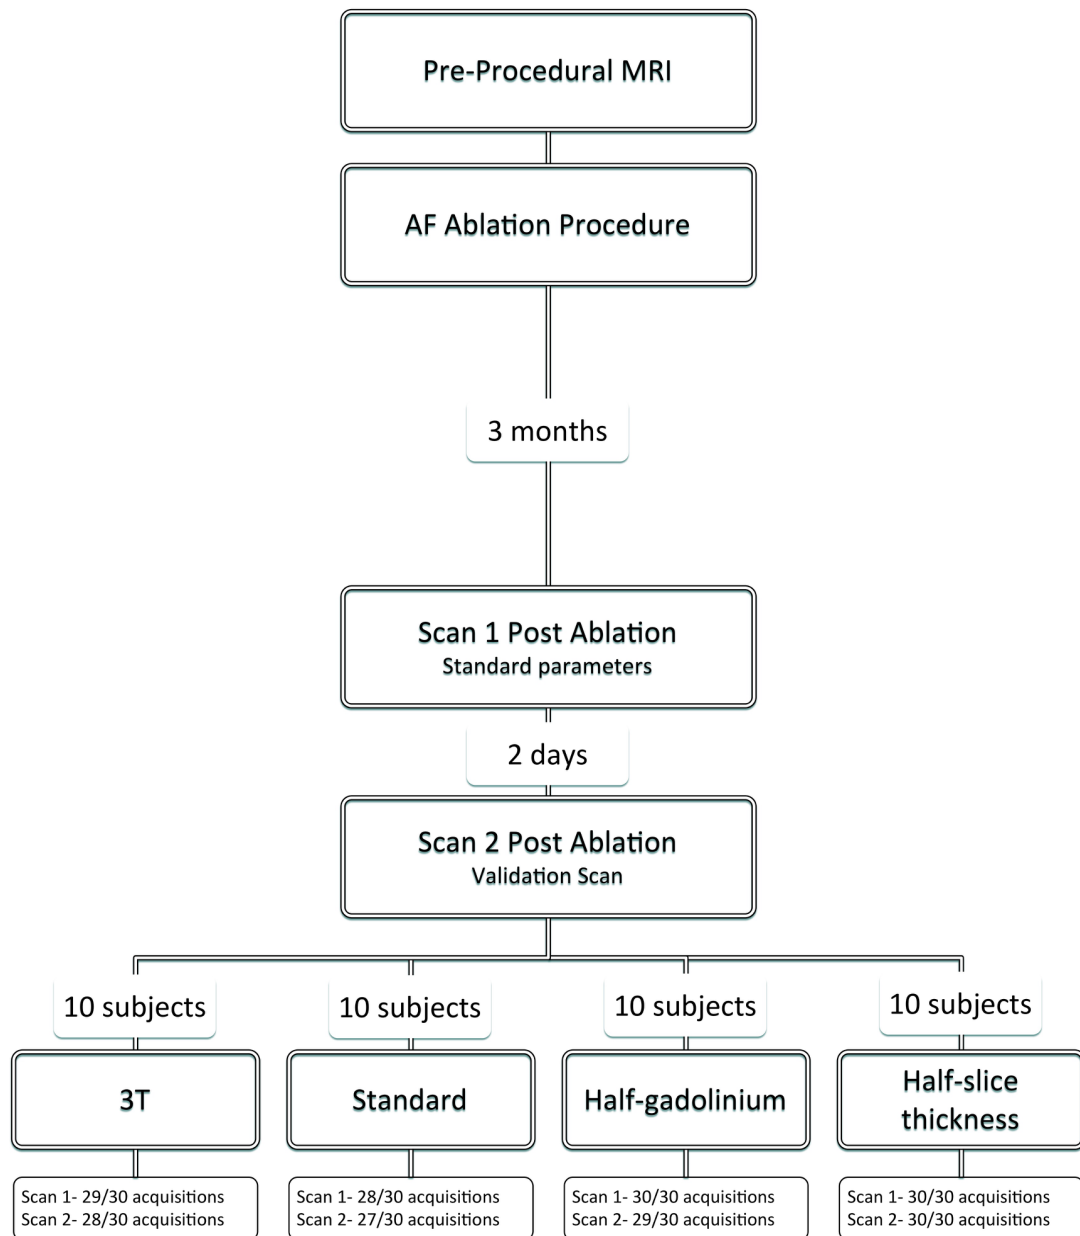 Pre-Procedural MRI
AF Ablation Procedure
3 months
Scan 1 Post Ablation
Standard parameters
2 days
Scan 2 Post Ablation
Validation Scan
10 subjects
10 subjects
10 subjects
10 subjects
3T
Standard
Half-gadolinium
Half-slice
thickness
Scan 1- 29/30 acquisitions
Scan 2- 28/30 acquisitions
Scan 1- 28/30 acquisitions
Scan 2- 27/30 acquisitions
Scan 1- 30/30 acquisitions
Scan 2- 29/30 acquisitions
Scan 1- 30/30 acquisitions
Scan 2- 30/30 acquisitions